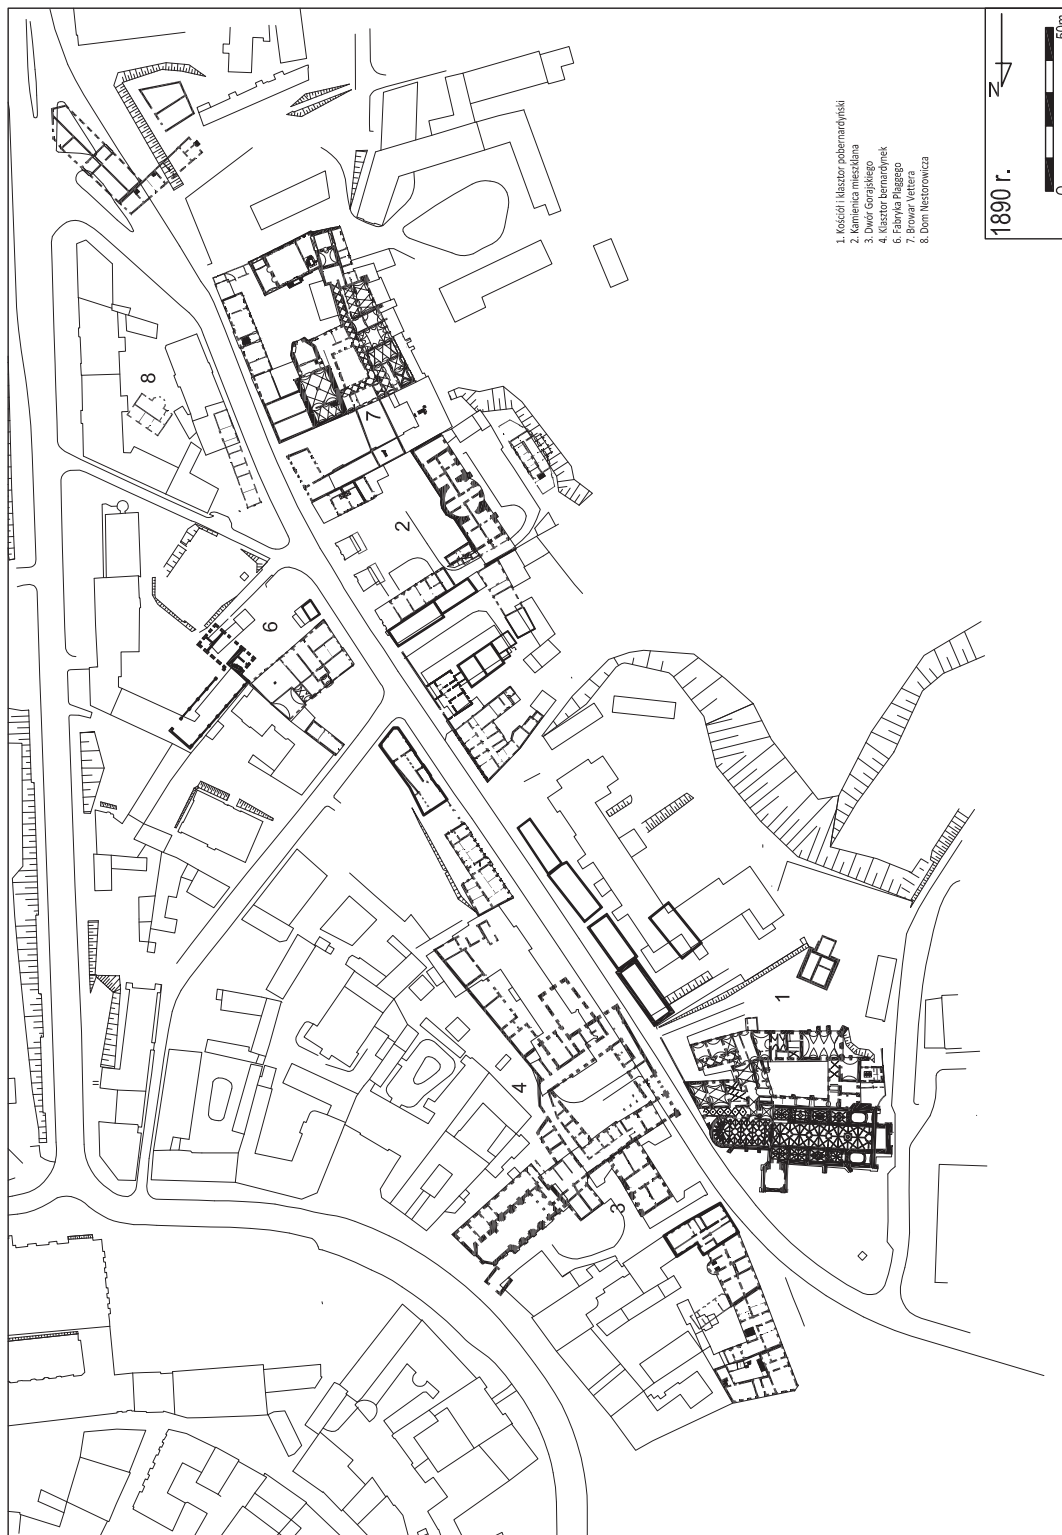 1. Kościół i klasztor pobernardyński
2. Kamienica mieszklana
3. Dwór Gorajskiego
4. Klasztor bernardynek
6. Fabryka Plaggego
7. Browar Vettera
8. Dom Nestorowicza
1890 r.
N
0
50m
8
7
2
6
4
3
1